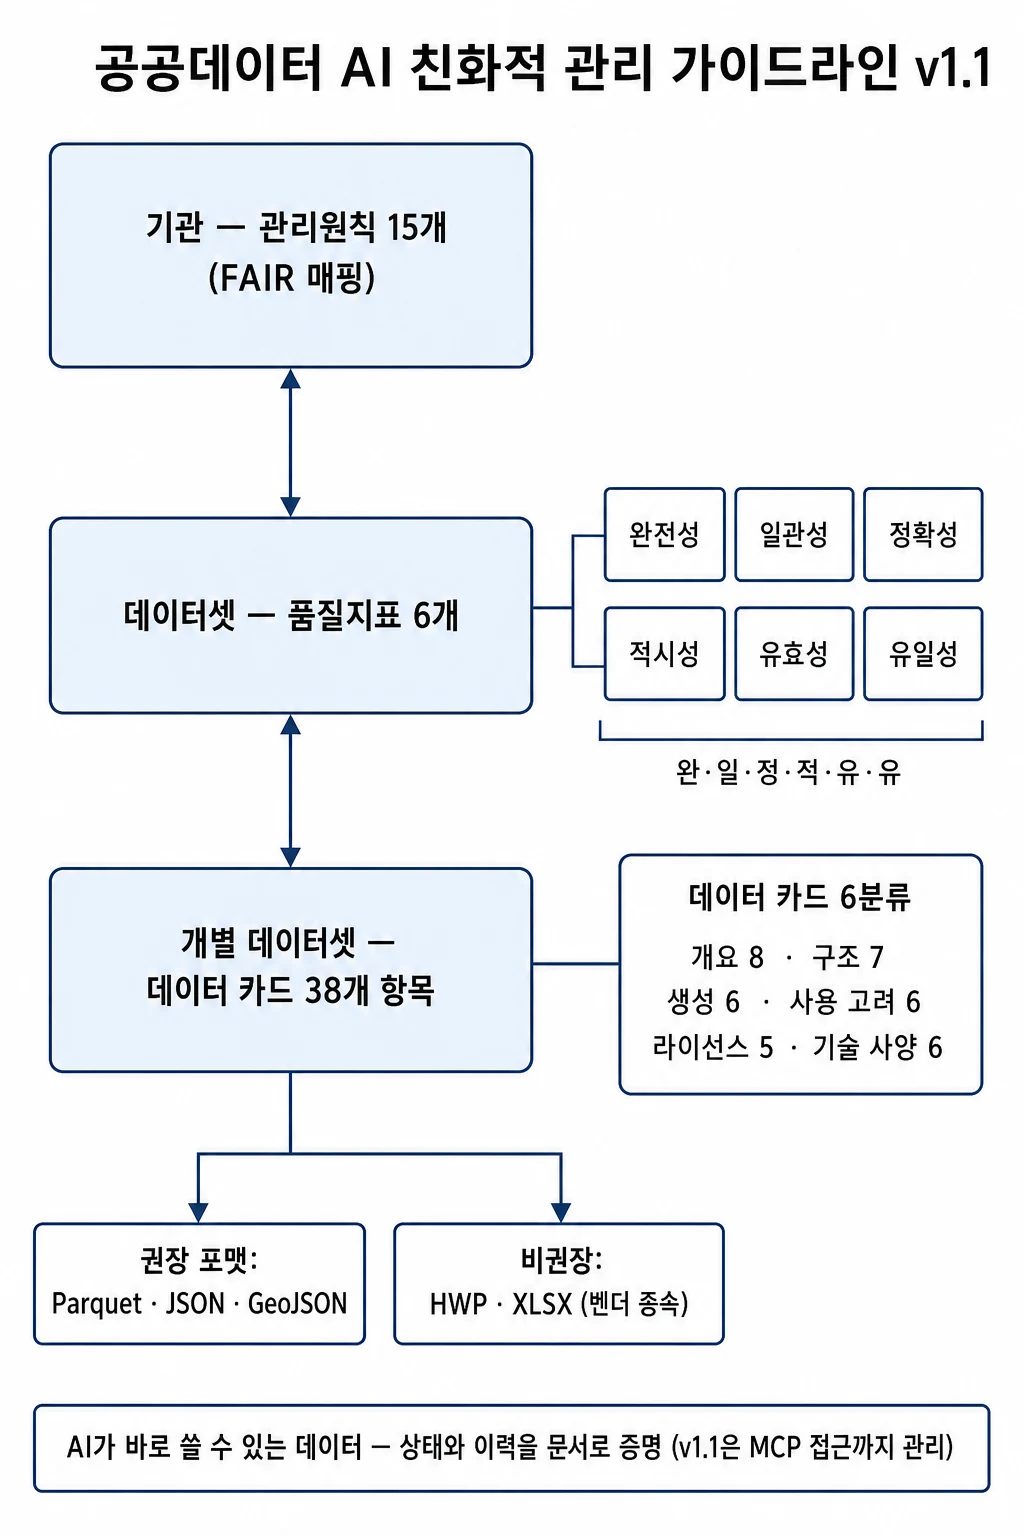 공공데이터 AI 친화적 관리 가이드라인 v1.1
기관 — 관리원칙 15개
(FAIR 매핑)
데이터셋 — 품질지표 6개
완전성
일관성
정확성
적시성
유효성
유일성
완·일·정·적·유·유
개별 데이터셋 —
데이터 카드 38개 항목
데이터 카드 6분류
개요 8 · 구조 7
생성 6 · 사용 고려 6
라이선스 5 · 기술 사양 6
권장 포맷:
Parquet · JSON · GeoJSON
비권장:
HWP · XLSX (벤더 종속)
AI가 바로 쓸 수 있는 데이터 — 상태와 이력을 문서로 증명 (v1.1은 MCP 접근까지 관리)